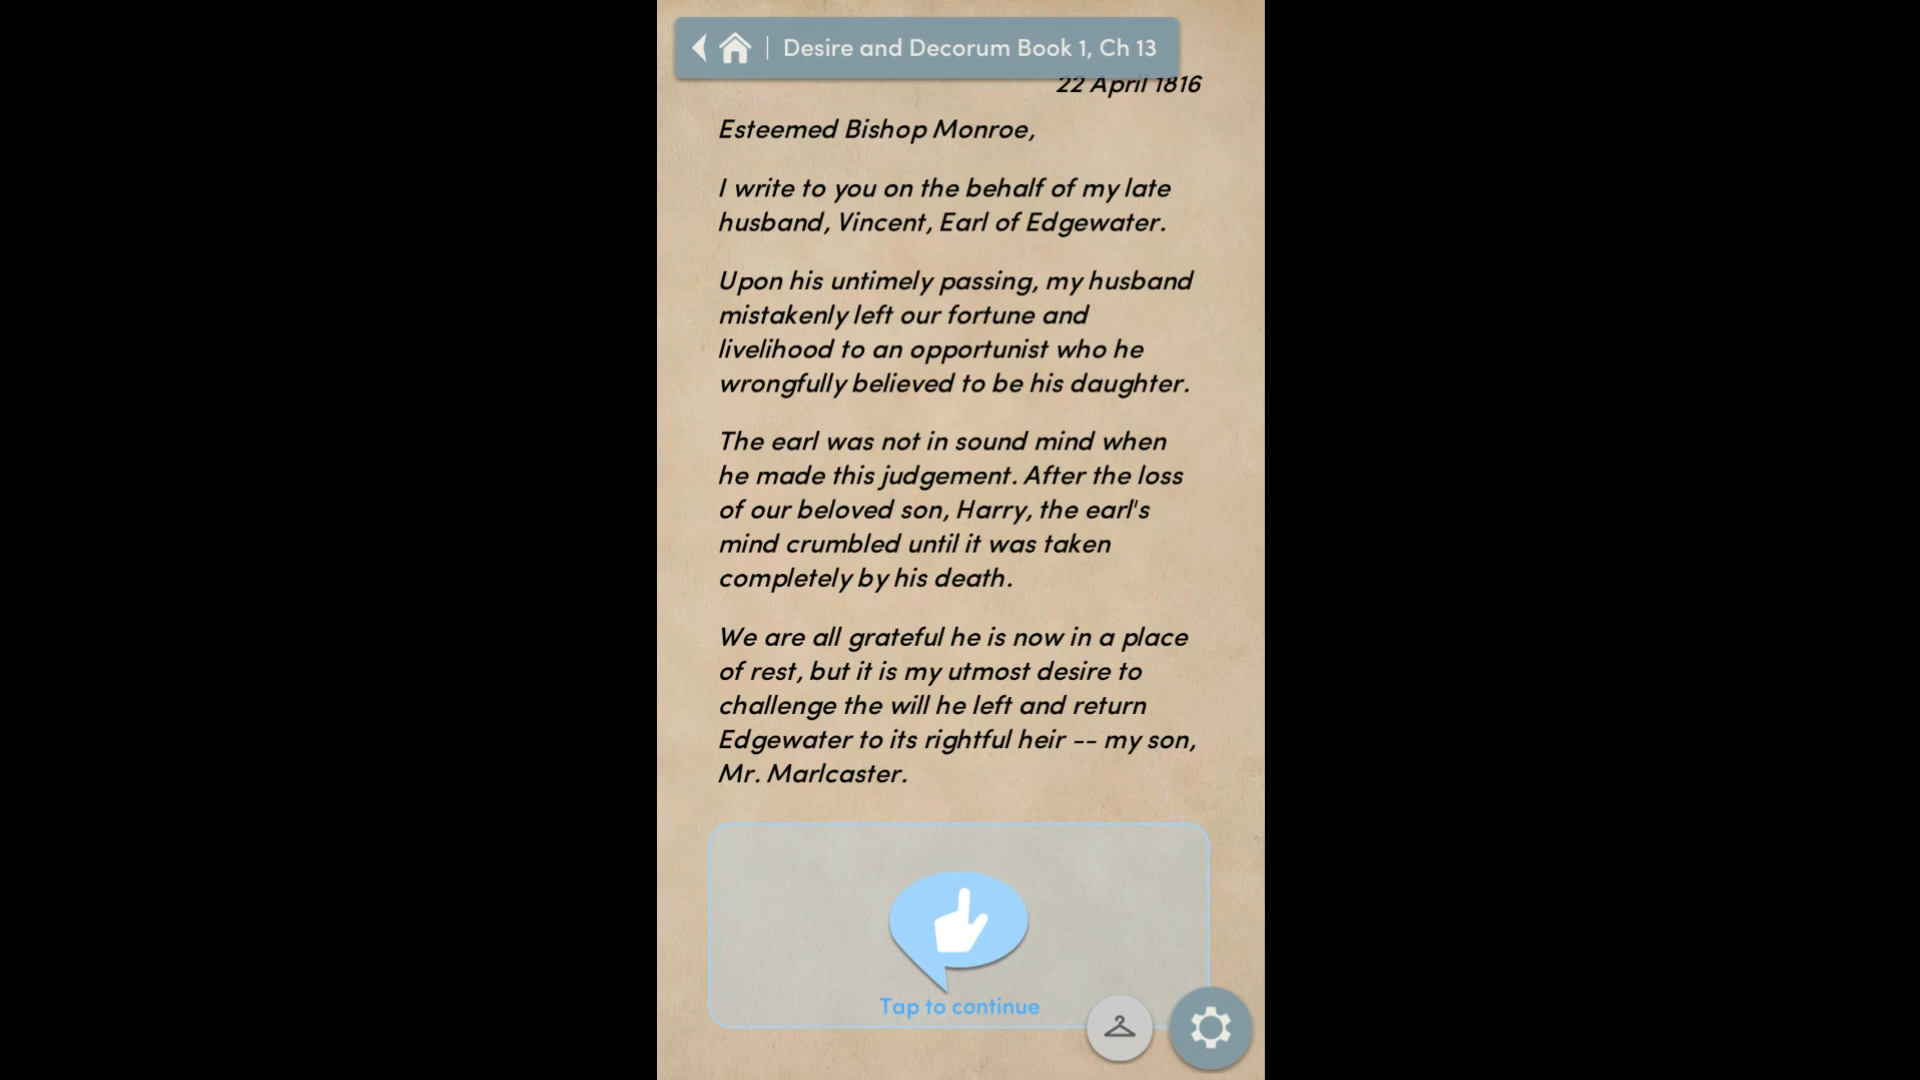 Desire and Decorum Book 1, Ch 13
22 April 1816
Esteemed Bishop Monroe,
I write to you on the behalf of my late
husband, Vincent, Earl of Edgewater.
Upon his untimely passing, my husband
mistakenly left our fortune and
livelihood to an opportunist who he
wrongfully believed to be his daughter.
The earl was not in sound mind when
he made this judgement. After the loss
of our beloved son, Harry, the earl's
mind crumbled until it was taken
completely by his death.
We are all grateful he is now in a place
of rest, but it is my utmost desire to
challenge the will he left and return
Edgewater to its rightful heir -- my son,
Mr. Marlcaster.
Tap to continue